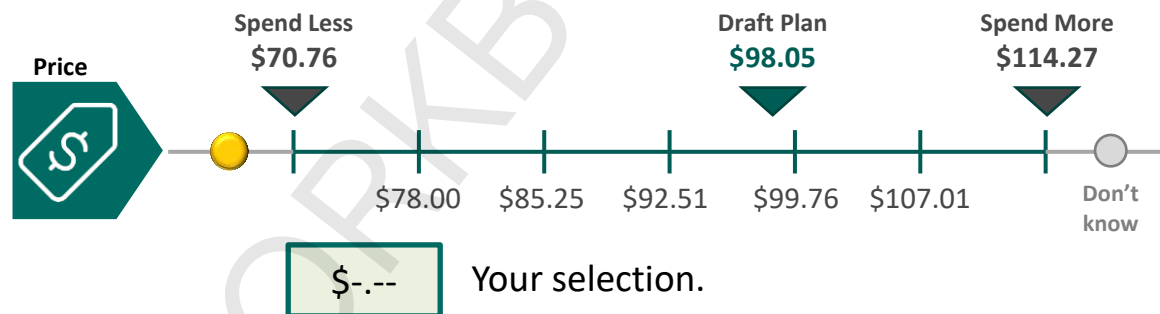 Spend Less
$70.76
Draft Plan
$98.05
Spend More
$114.27
Price
$
$78.00
$85.25
$92.51
$99.76
$107.01
Don't
know
$-.--
Your selection.
ORKB